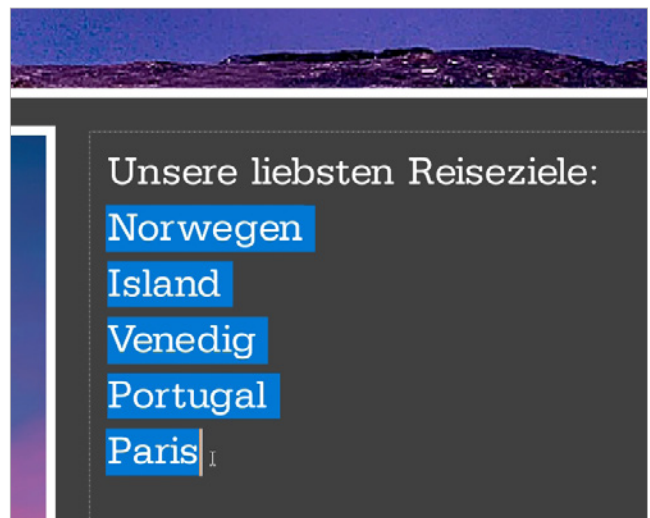 Unsere liebsten Reiseziele:
Norwegen
Island
Venedig
Portugal
Paris